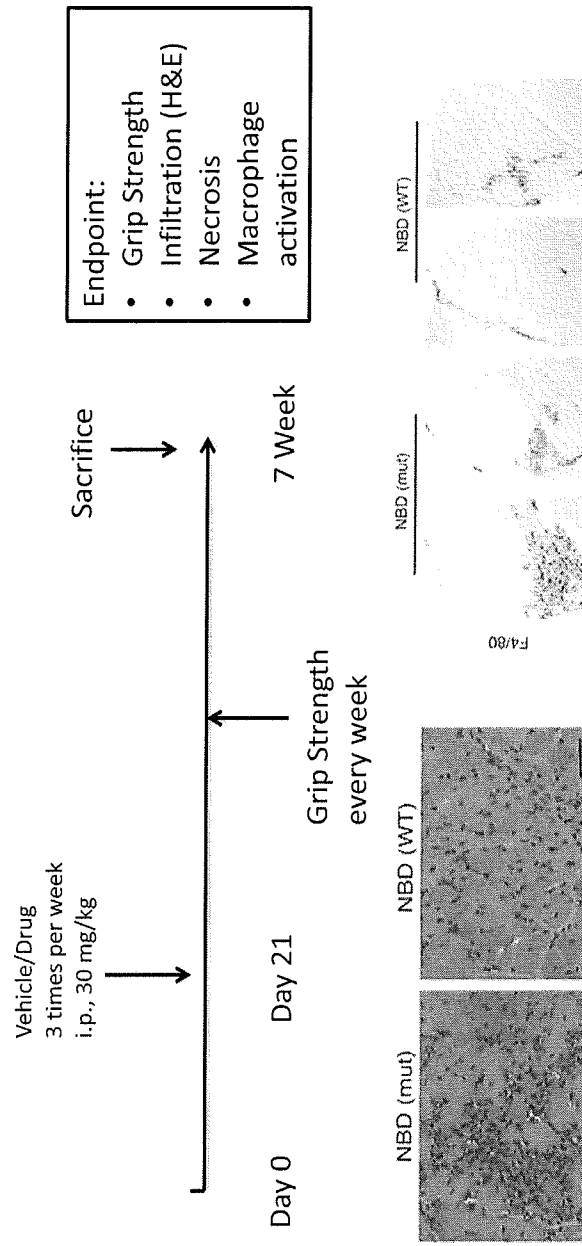 Vehicle/Drug
3 times per week
i.p., 30 mg/kg
Sacrifice
Day 0
Day 21
7 Week
Grip Strength
every week
Endpoint:
• Grip Strength
• Infiltration (H&E)
• Necrosis
• Macrophage
activation
NBD (mut)
NBD (WT)
F4/80
NBD (mut)
NBD (WT)